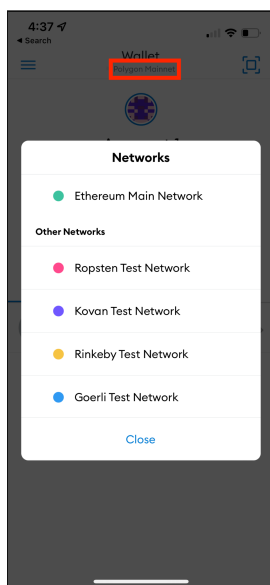 4:37
◀ Search
Wallet
Polygon Mainnet
Networks
Ethereum Main Network
Other Networks
Ropsten Test Network
Kovan Test Network
Rinkeby Test Network
Goerli Test Network
Close